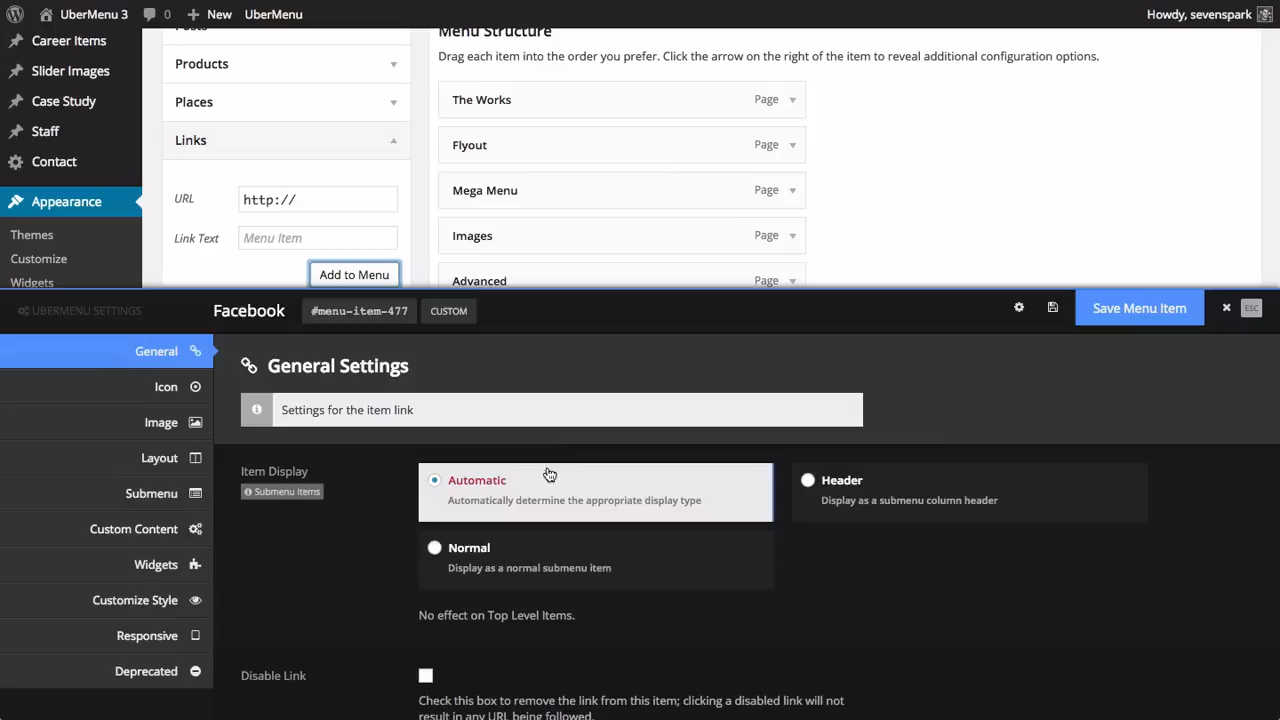 UberMenu 3
0
New
UberMenu
Howdy, sevenspark
Career Items
Slider Images
Case Study
Staff
Contact
Appearance
Themes
Customize
Widgets
Posts
Products
Places
Links
URL
http://
Link Text
Menu Item
Add to Menu
Menu Structure
Drag each item into the order you prefer. Click the arrow on the right of the item to reveal additional configuration options.
The Works Page
Flyout Page
Mega Menu Page
Images Page
Advanced Page
UBERMENU SETTINGS
Facebook
#menu-item-477
CUSTOM
Save Menu Item
ESC
General
Icon
Image
Layout
Submenu
Custom Content
Widgets
Customize Style
Responsive
Deprecated
General Settings
Settings for the item link
Item Display
Submenu Items
Automatic
Automatically determine the appropriate display type
Header
Display as a submenu column header
Normal
Display as a normal submenu item
No effect on Top Level Items.
Disable Link
Check this box to remove the link from this item; clicking a disabled link will not
result in any URL being followed.